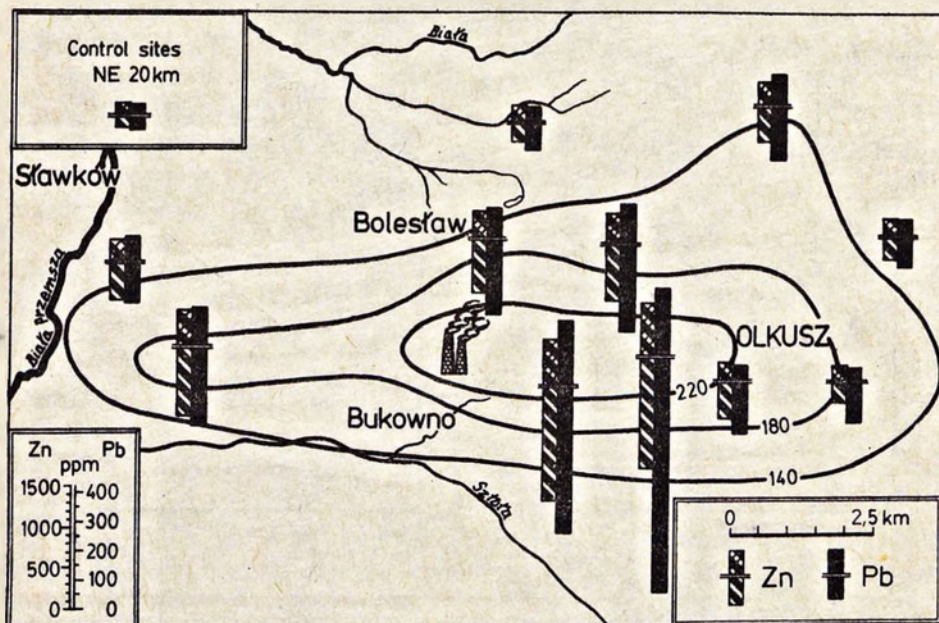 Control sites
NE 20km
Biała
Sławków
Bolesław
Biała Przemsza
OLKUSZ
220
Bukowno
180
140
Sztoła
Zn Pb
ppm
1500 400
1000 300
200
500 100
0 0
0 2,5 km
Zn Pb